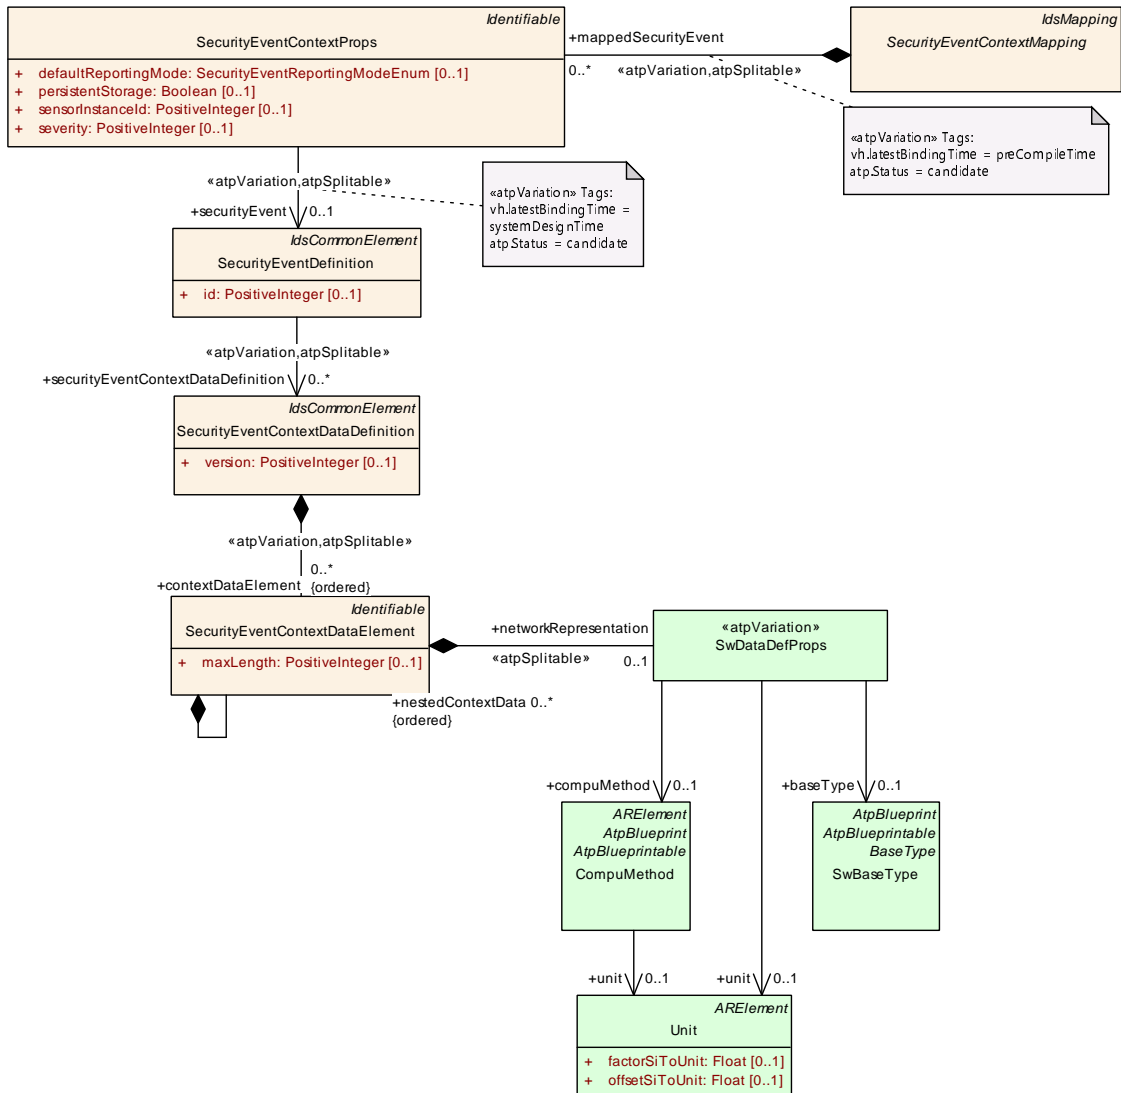 Identifiable
SecurityEventContextProps
+ defaultReportingMode: SecurityEventReportingModeEnum [0..1]
+ persistentStorage: Boolean [0..1]
+ sensorInstanceId: PositiveInteger [0..1]
+ severity: PositiveInteger [0..1]
+mappedSecurityEvent
0..*
«atpVariation,atpSplitable»
IdsMapping
SecurityEventContextMapping
«atpVariation» Tags:
vh.latestBindingTime = preCompileTime
atp.Status = candidate
«atpVariation,atpSplitable»
+securityEvent
0..1
«atpVariation» Tags:
vh.latestBindingTime =
systemDesignTime
atp.Status = candidate
IdsCommonElement
SecurityEventDefinition
+ id: PositiveInteger [0..1]
«atpVariation,atpSplitable»
+securityEventContextDataDefinition
0..*
IdsCommonElement
SecurityEventContextDataDefinition
+ version: PositiveInteger [0..1]
«atpVariation,atpSplitable»
0..*
+contextDataElement
{ordered}
Identifiable
SecurityEventContextDataElement
+ maxLength: PositiveInteger [0..1]
+networkRepresentation
«atpSplitable»
0..1
«atpVariation»
SwDataDefProps
+nestedContextData 0..*
{ordered}
+compuMethod
0..1
+baseType
0..1
ARElement
AtpBlueprint
AtpBlueprintable
CompuMethod
AtpBlueprint
AtpBlueprintable
BaseType
SwBaseType
+unit
0..1
+unit
0..1
ARElement
Unit
+ factorSiToUnit: Float [0..1]
+ offsetSiToUnit: Float [0..1]